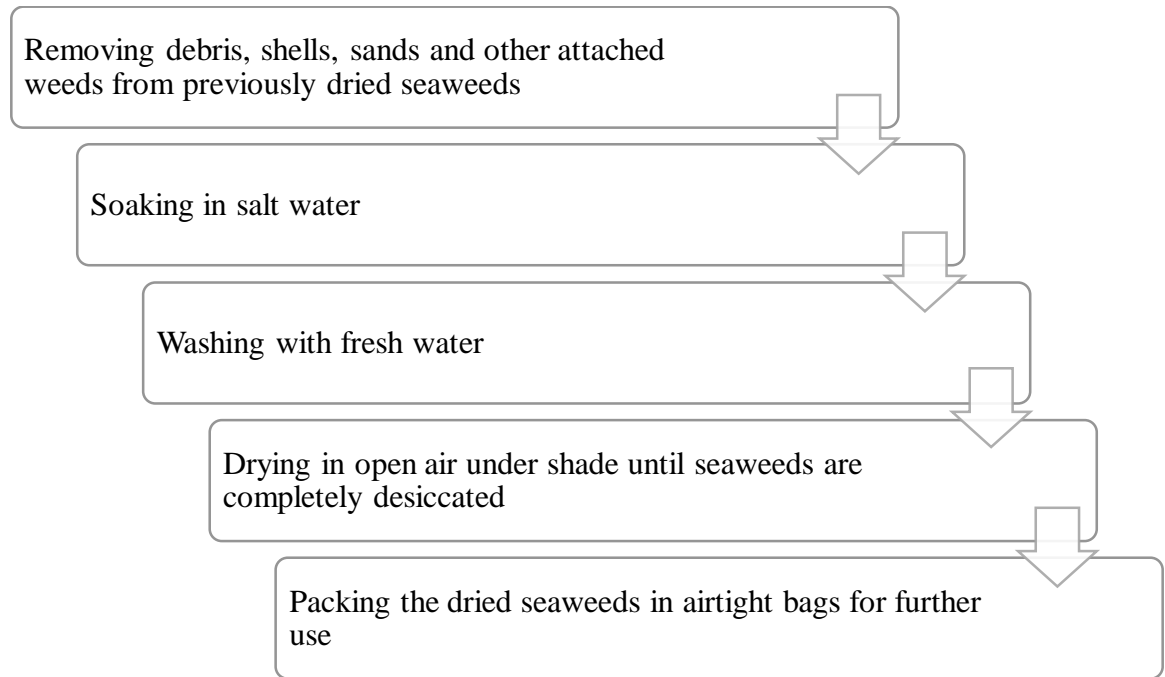 Removing debris, shells, sands and other attached
weeds from previously dried seaweeds
Soaking in salt water
Washing with fresh water
Drying in open air under shade until seaweeds are
completely desiccated
Packing the dried seaweeds in airtight bags for further
use